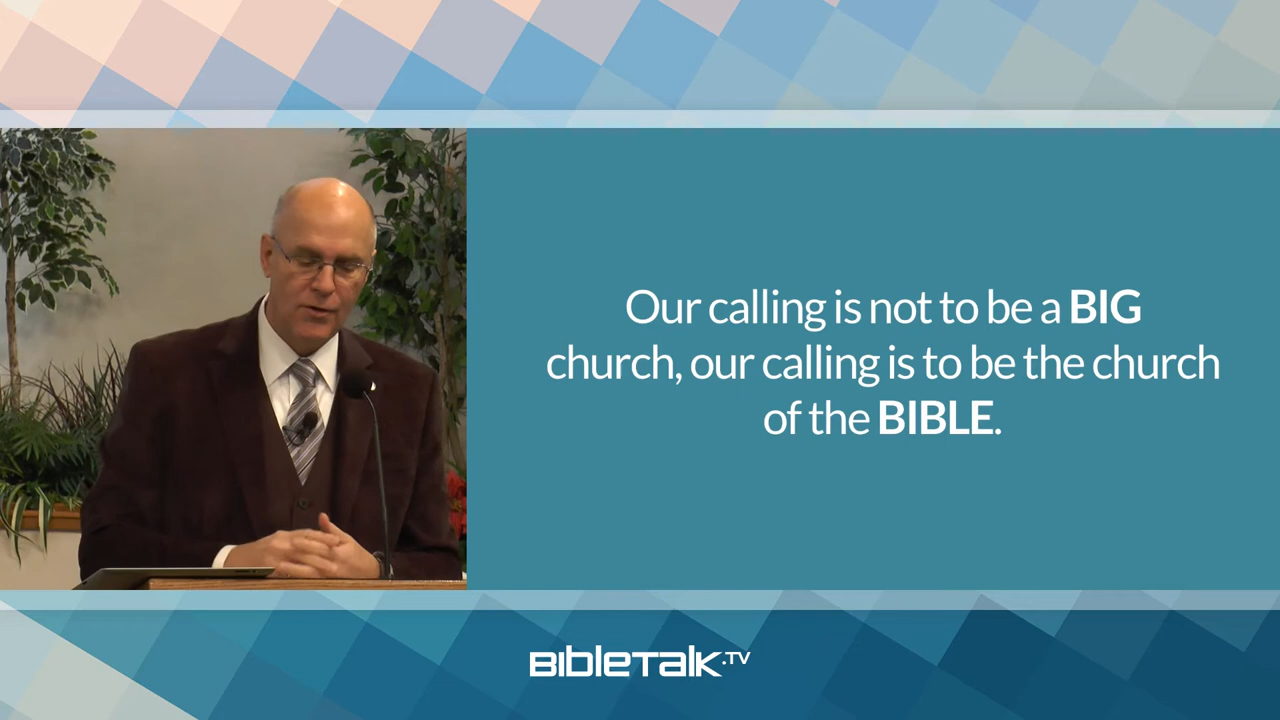 Our calling is not to be a BIG
church, our calling is to be the church
of the BIBLE.
BIBLETALK.TV